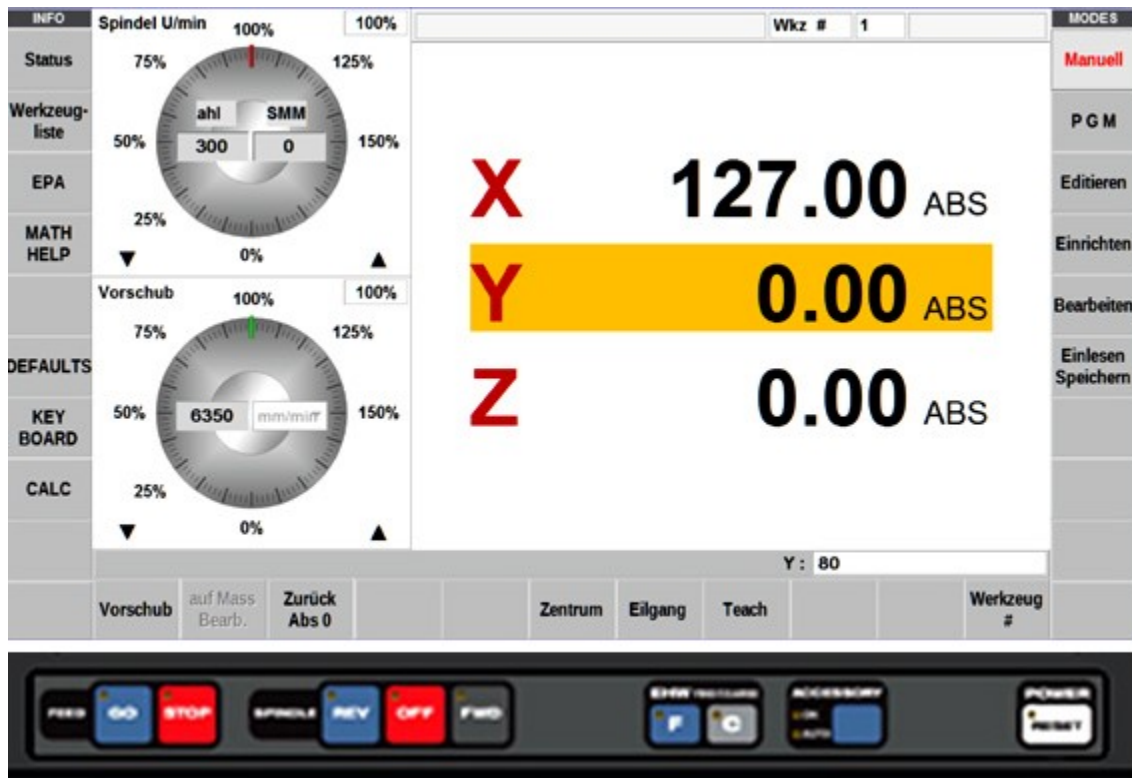 INFO
Status
Werkzeug-
liste
EPA
MATH
HELP
DEFAULTS
KEY
BOARD
CALC
Spindel U/min
100%
100%
75%
125%
ahl
SMM
50%
300
0
150%
25%
▼
0%
▲
Vorschub
100%
100%
75%
125%
50%
6350
mm/min
150%
25%
▼
0%
▲
Wkz # 1
X 127.00 ABS
Y 0.00 ABS
Z 0.00 ABS
Y : 80
MODES
Manuell
P G M
Editieren
Einrichten
Bearbeiten
Einlesen
Speichern
Vorschub
auf Mass
Bearb.
Zurück
Abs 0
Zentrum
Eilgang
Teach
Werkzeug
#
FEED
GO
STOP
SPINDLE
REV
OFF
FWD
EHW
F
C
ACCESSORY
ON
AUTO
POWER
RESET